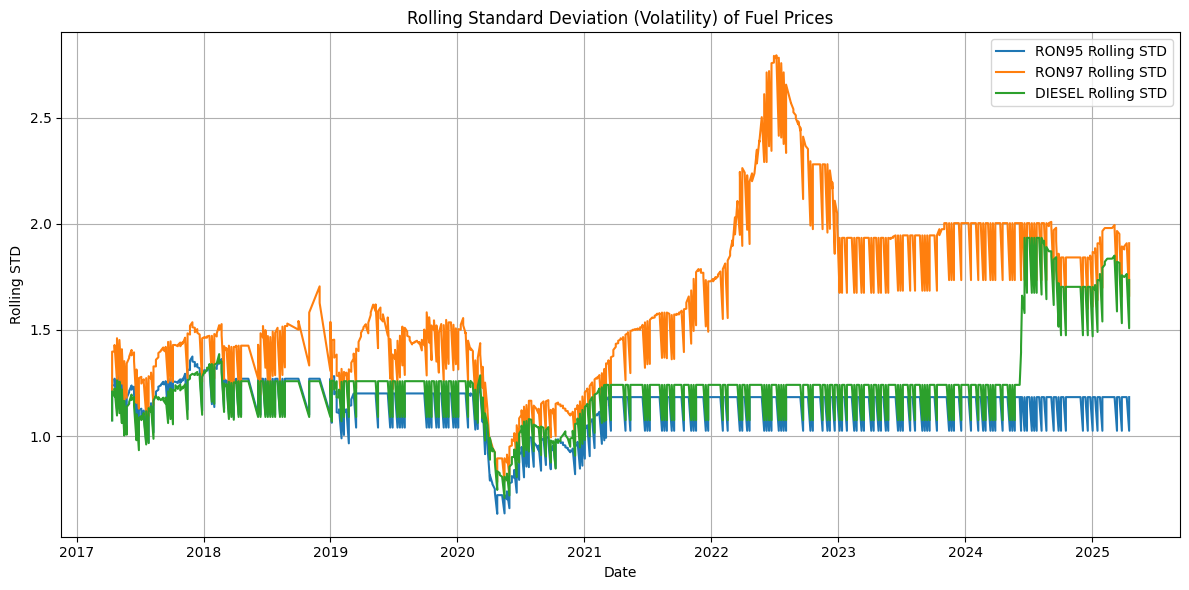 Rolling Standard Deviation (Volatility) of Fuel Prices
RON95 Rolling STD
RON97 Rolling STD
DIESEL Rolling STD
2.5
2.0
1.5
1.0
Rolling STD
2017 2018 2019 2020 2021 2022 2023 2024 2025
Date